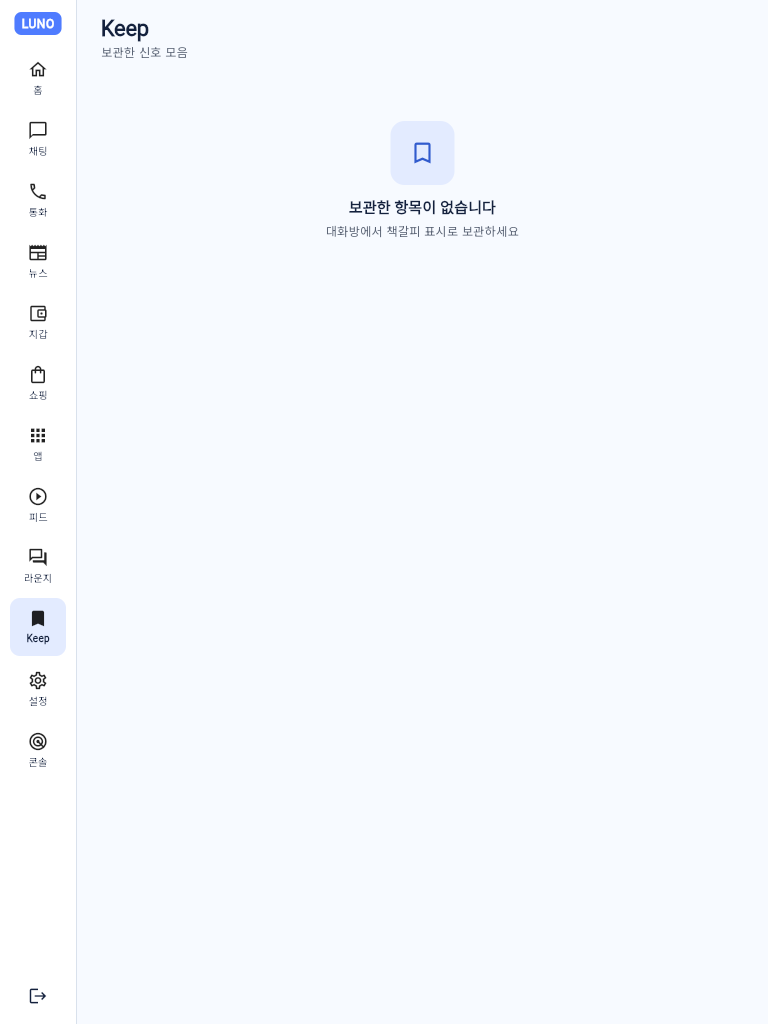 LUNO
홈
채팅
통화
뉴스
지갑
쇼핑
앱
피드
라운지
Keep
설정
콘솔
Keep
보관한 신호 모음
보관한 항목이 없습니다
대화방에서 책갈피 표시로 보관하세요